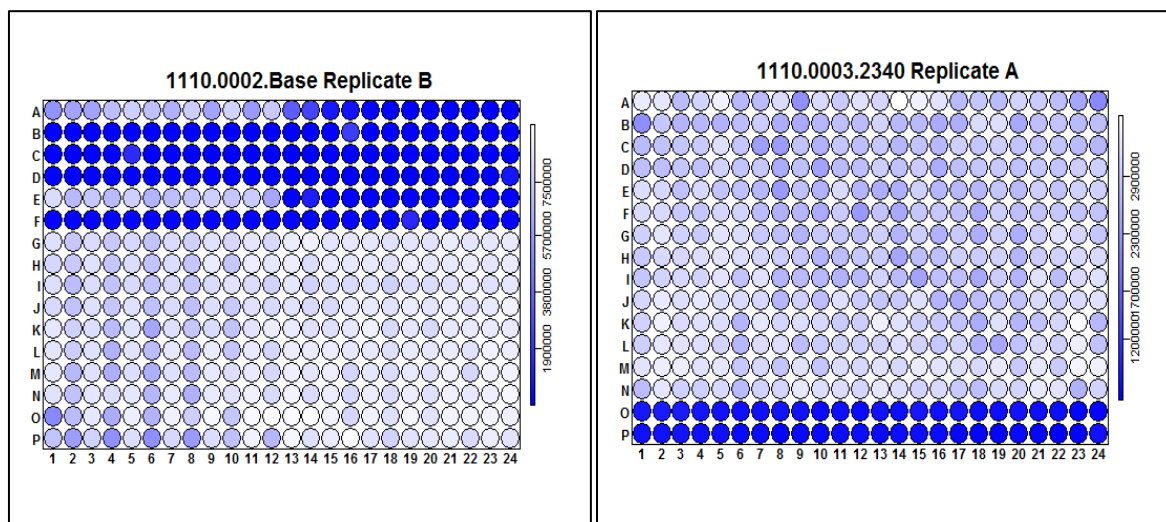 1110.0002.Base Replicate B
A
B
C
D
E
F
G
H
I
J
K
L
M
N
O
P
1 2 3 4 5 6 7 8 9 10 11 12 13 14 15 16 17 18 19 20 21 22 23 24
7500000
5700000
3800000
1900000
1110.0003.2340 Replicate A
A
B
C
D
E
F
G
H
I
J
K
L
M
N
O
P
1 2 3 4 5 6 7 8 9 10 11 12 13 14 15 16 17 18 19 20 21 22 23 24
2900000
2300000
1700000
1200000